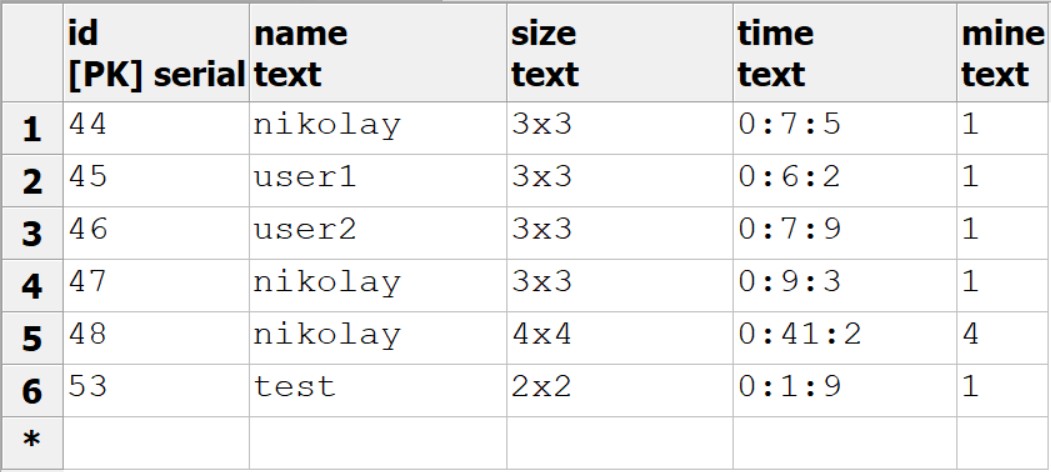 id name size time mine
[PK] serial text text text text
1 44 nikolay 3x3 0:7:5 1
2 45 user1 3x3 0:6:2 1
3 46 user2 3x3 0:7:9 1
4 47 nikolay 3x3 0:9:3 1
5 48 nikolay 4x4 0:41:2 4
6 53 test 2x2 0:1:9 1
*